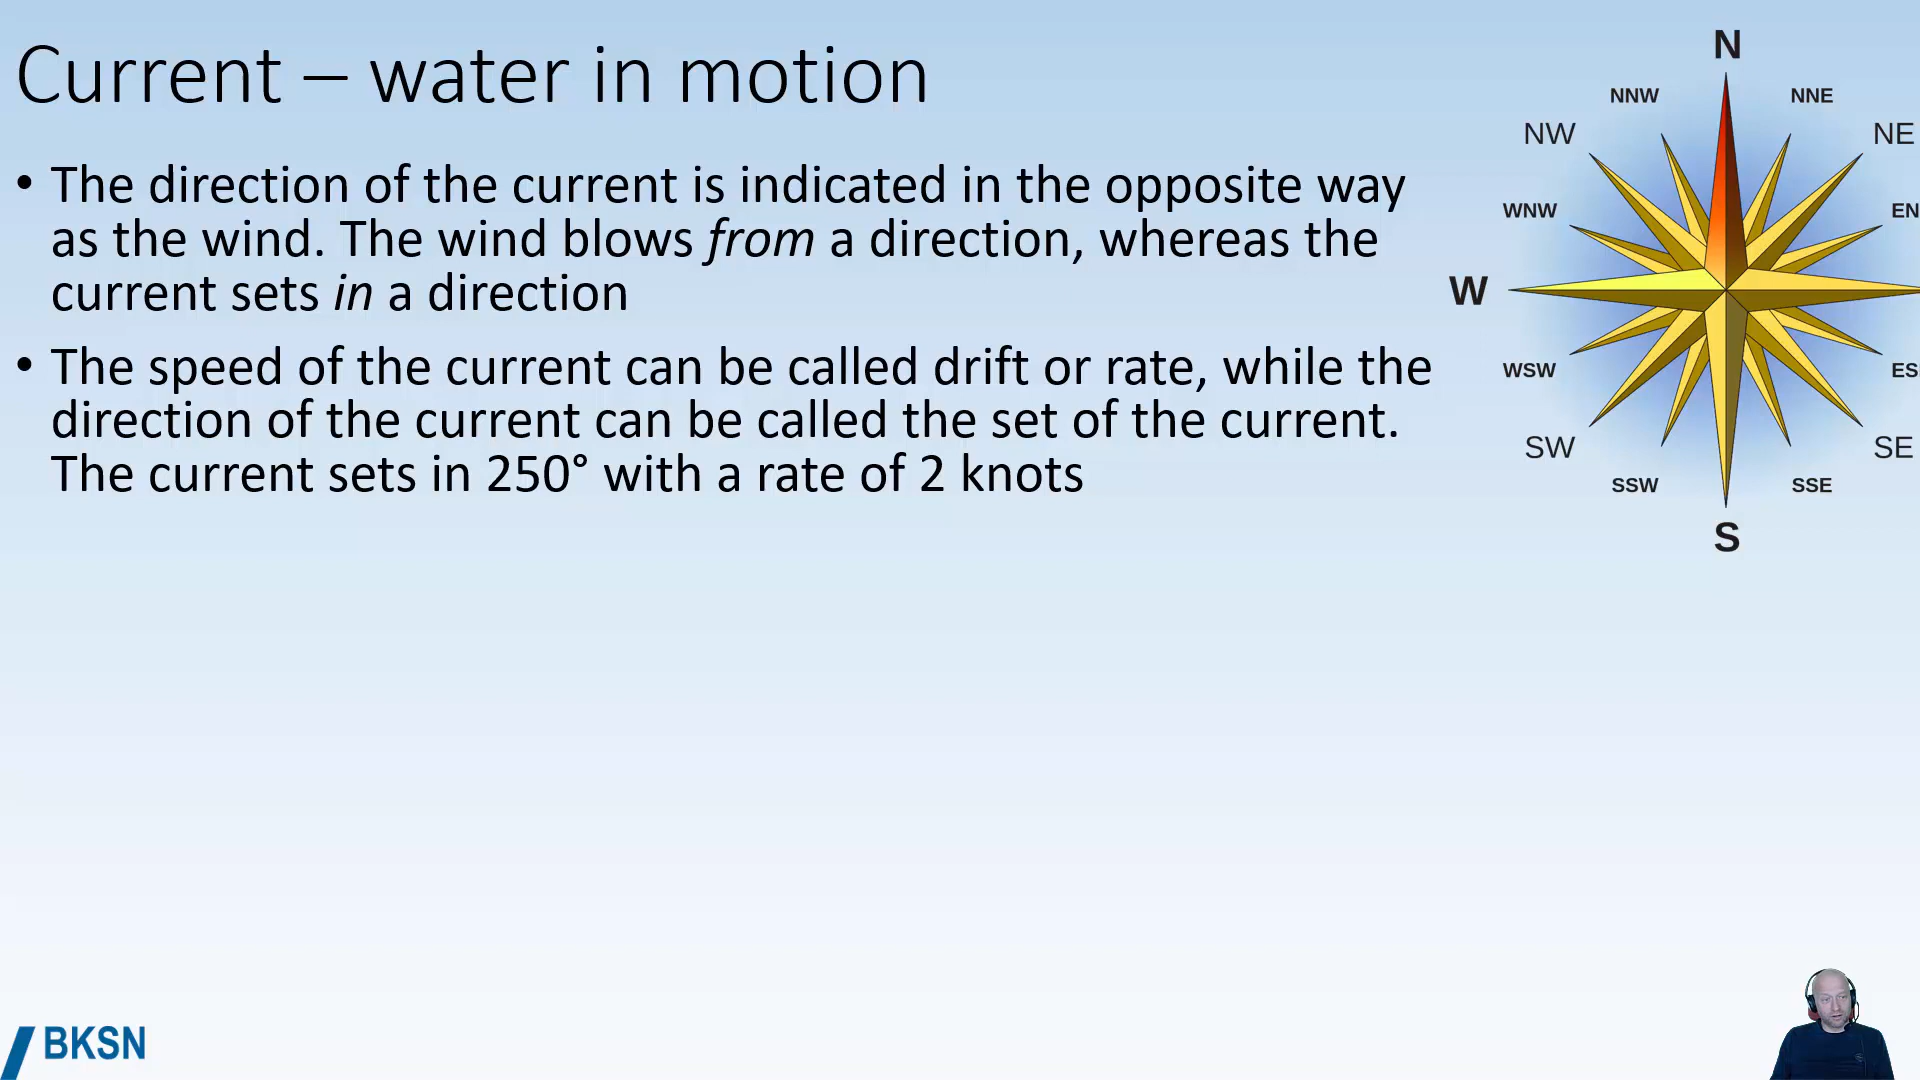 Current – water in motion
• The direction of the current is indicated in the opposite way
as the wind. The wind blows from a direction, whereas the
current sets in a direction
• The speed of the current can be called drift or rate, while the
direction of the current can be called the set of the current.
The current sets in 250° with a rate of 2 knots
N
NNW NNE
NW NE
WNW EN
W
WSW ES
SW SE
SSW SSE
S
BKSN